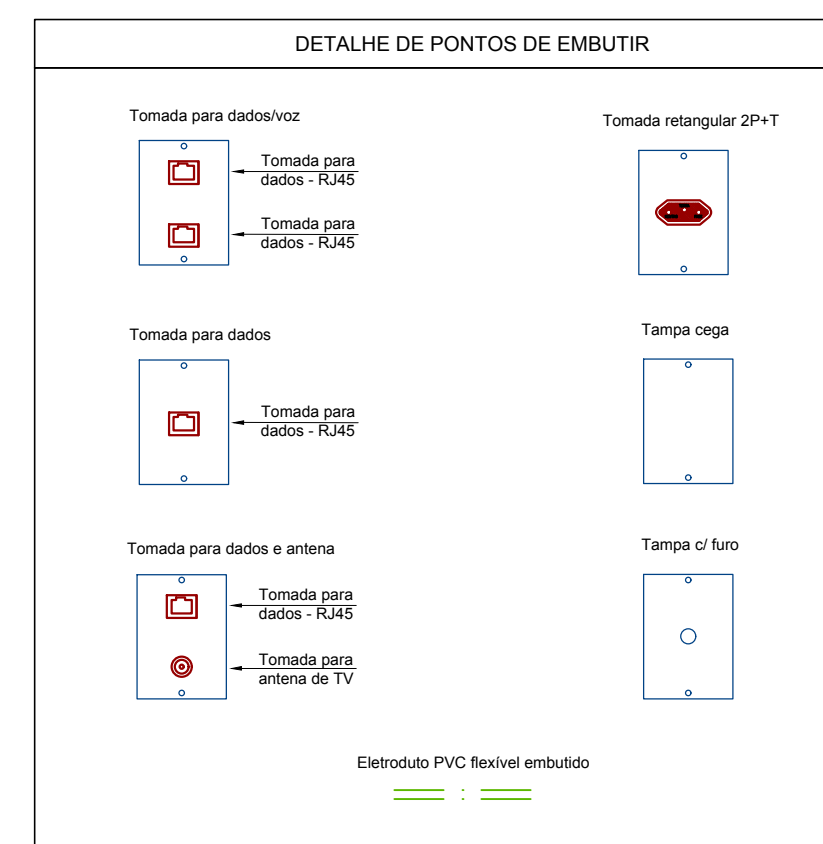 DETALHE DE PONTOS DE EMBUTIR
Tomada para dados/voz
Tomada para
dados - RJ45
Tomada para
dados - RJ45
Tomada retangular 2P+T
Tomada para dados
Tomada para
dados - RJ45
Tampa cega
Tomada para dados e antena
Tomada para
dados - RJ45
Tomada para
antena de TV
Tampa c/ furo
Eletroduto PVC flexível embutido